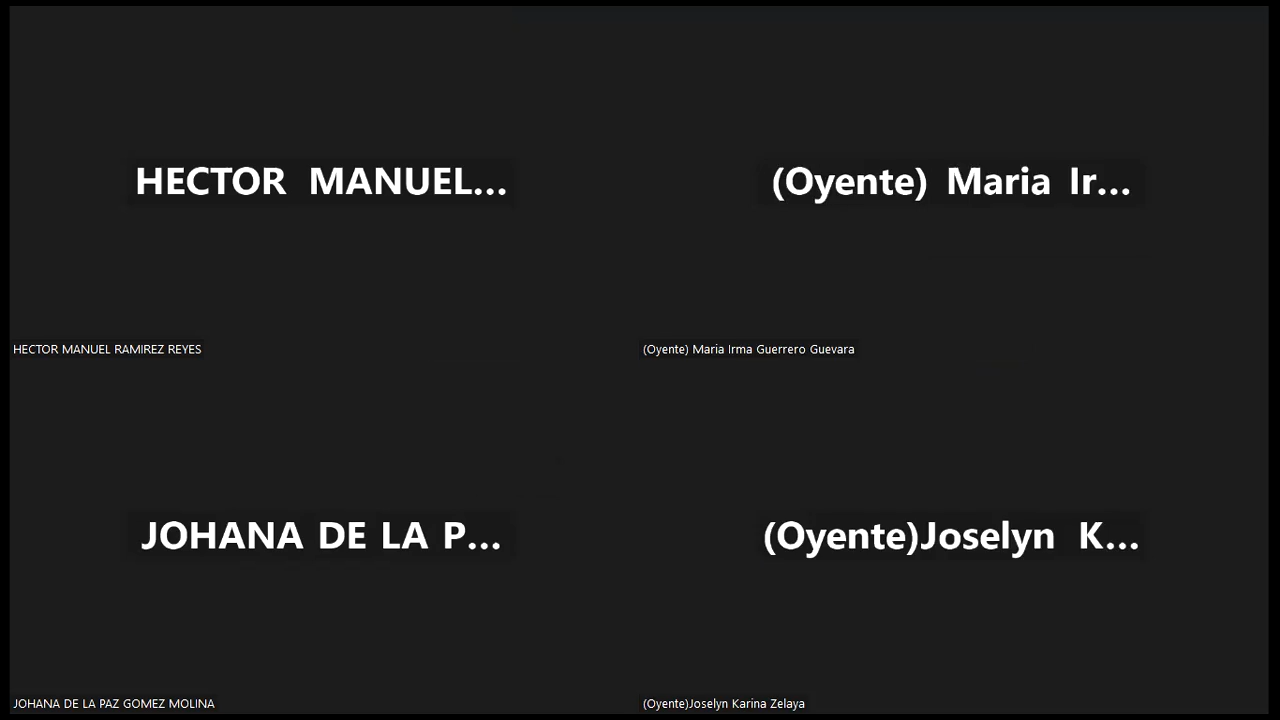 HECTOR MANUEL...
(Oyente) Maria Ir...
HECTOR MANUEL RAMIREZ REYES
(Oyente) Maria Irma Guerrero Guevara
JOHANA DE LA P...
(Oyente)Joselyn K...
JOHANA DE LA PAZ GOMEZ MOLINA
(Oyente)Joselyn Karina Zelaya